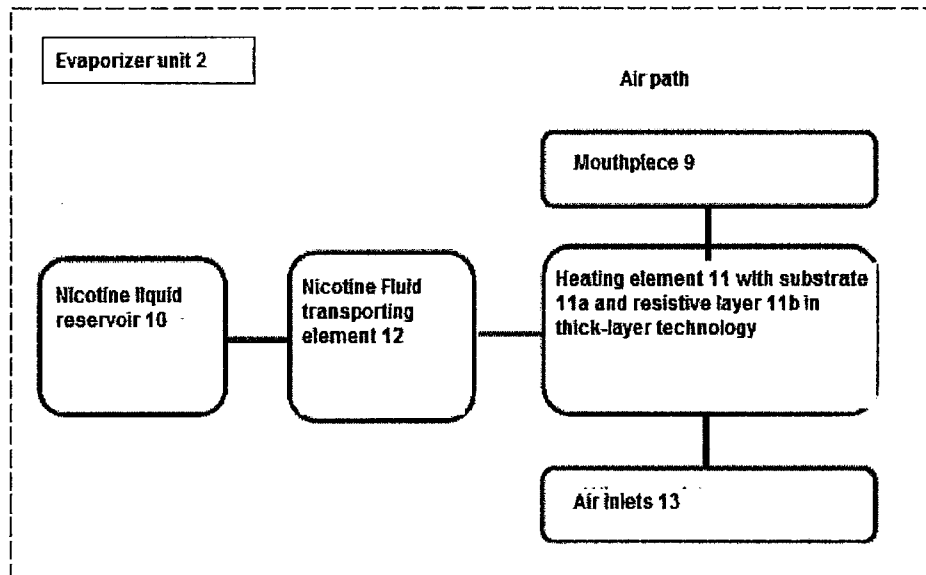 Evaporizer unit 2
Air path
Mouthpiece 9
Nicotine liquid
reservoir 10
Nicotine Fluid
transporting
element 12
Heating element 11 with substrate
11a and resistive layer 11b in
thick-layer technology
Air inlets 13